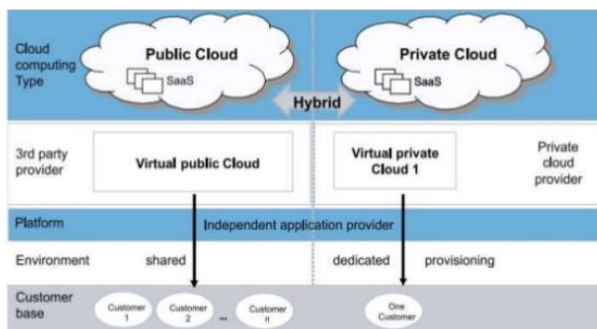 Cloud computing Type
Public Cloud
SaaS
Private Cloud
SaaS
Hybrid
3rd party provider
Virtual public Cloud
Virtual private
Cloud 1
Private cloud provider
Platform
Independent application provider
Environment
shared
dedicated
provisioning
Customer base
Customer 1
Customer 2
...
Customer n
One Customer